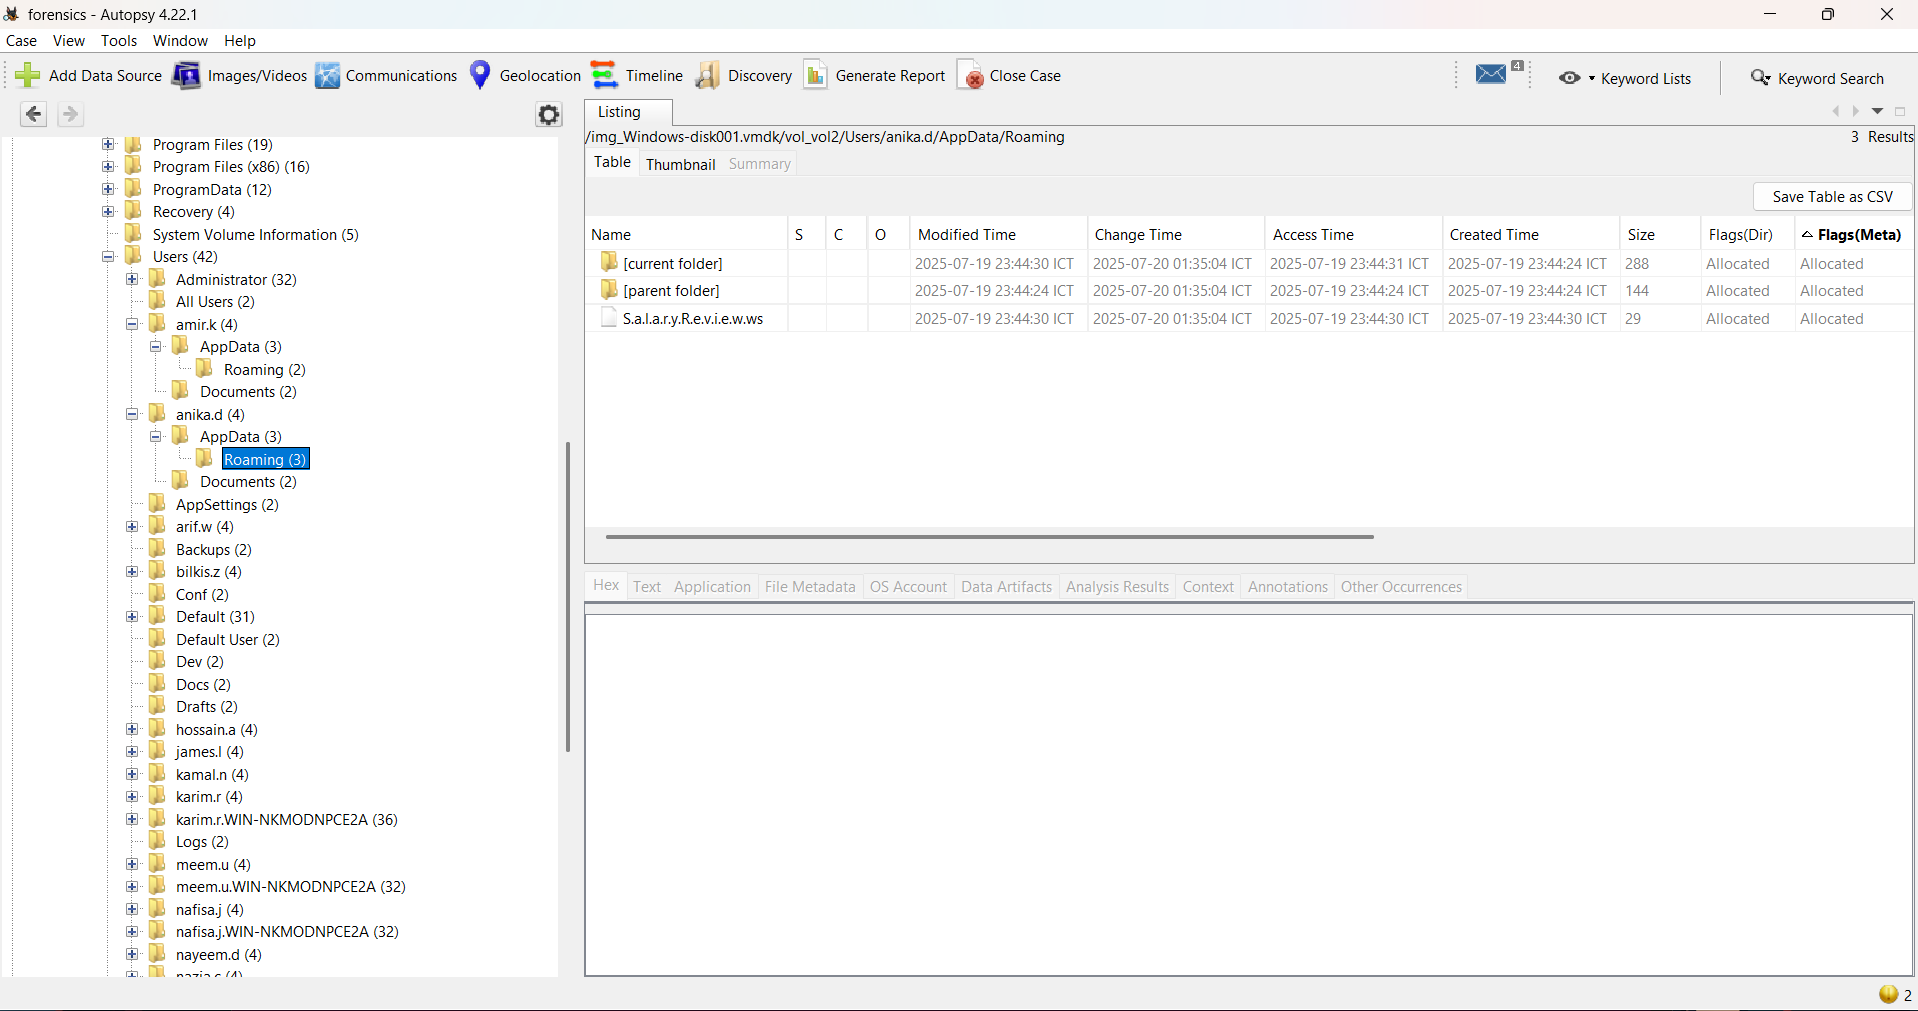 forensics - Autopsy 4.22.1
Case View Tools Window Help
Add Data Source Images/Videos Communications Geolocation Timeline Discovery Generate Report Close Case 4 Keyword Lists Keyword Search
Program Files (19)
Program Files (x86) (16)
ProgramData (12)
Recovery (4)
System Volume Information (5)
Users (42)
Administrator (32)
All Users (2)
amir.k (4)
AppData (3)
Roaming (2)
Documents (2)
anika.d (4)
AppData (3)
Roaming (3)
Documents (2)
AppSettings (2)
arif.w (4)
Backups (2)
bilkis.z (4)
Conf (2)
Default (31)
Default User (2)
Dev (2)
Docs (2)
Drafts (2)
hossain.a (4)
james.l (4)
kamal.n (4)
karim.r (4)
karim.r.WIN-NKMODNPCE2A (36)
Logs (2)
meem.u (4)
meem.u.WIN-NKMODNPCE2A (32)
nafisa.j (4)
nafisa.j.WIN-NKMODNPCE2A (32)
nayeem.d (4)
Listing
/img_Windows-disk001.vmdk/vol_vol2/Users/anika.d/AppData/Roaming 3 Results
Table Thumbnail Summary
Save Table as CSV
Name S C O Modified Time Change Time Access Time Created Time Size Flags(Dir) Flags(Meta)
[current folder] 2025-07-19 23:44:30 ICT 2025-07-20 01:35:04 ICT 2025-07-19 23:44:31 ICT 2025-07-19 23:44:24 ICT 288 Allocated Allocated
[parent folder] 2025-07-19 23:44:24 ICT 2025-07-20 01:35:04 ICT 2025-07-19 23:44:24 ICT 2025-07-19 23:44:24 ICT 144 Allocated Allocated
S.a.l.a.r.y.R.e.v.i.e.w.ws 2025-07-19 23:44:30 ICT 2025-07-20 01:35:04 ICT 2025-07-19 23:44:30 ICT 2025-07-19 23:44:30 ICT 29 Allocated Allocated
Hex Text Application File Metadata OS Account Data Artifacts Analysis Results Context Annotations Other Occurrences
2